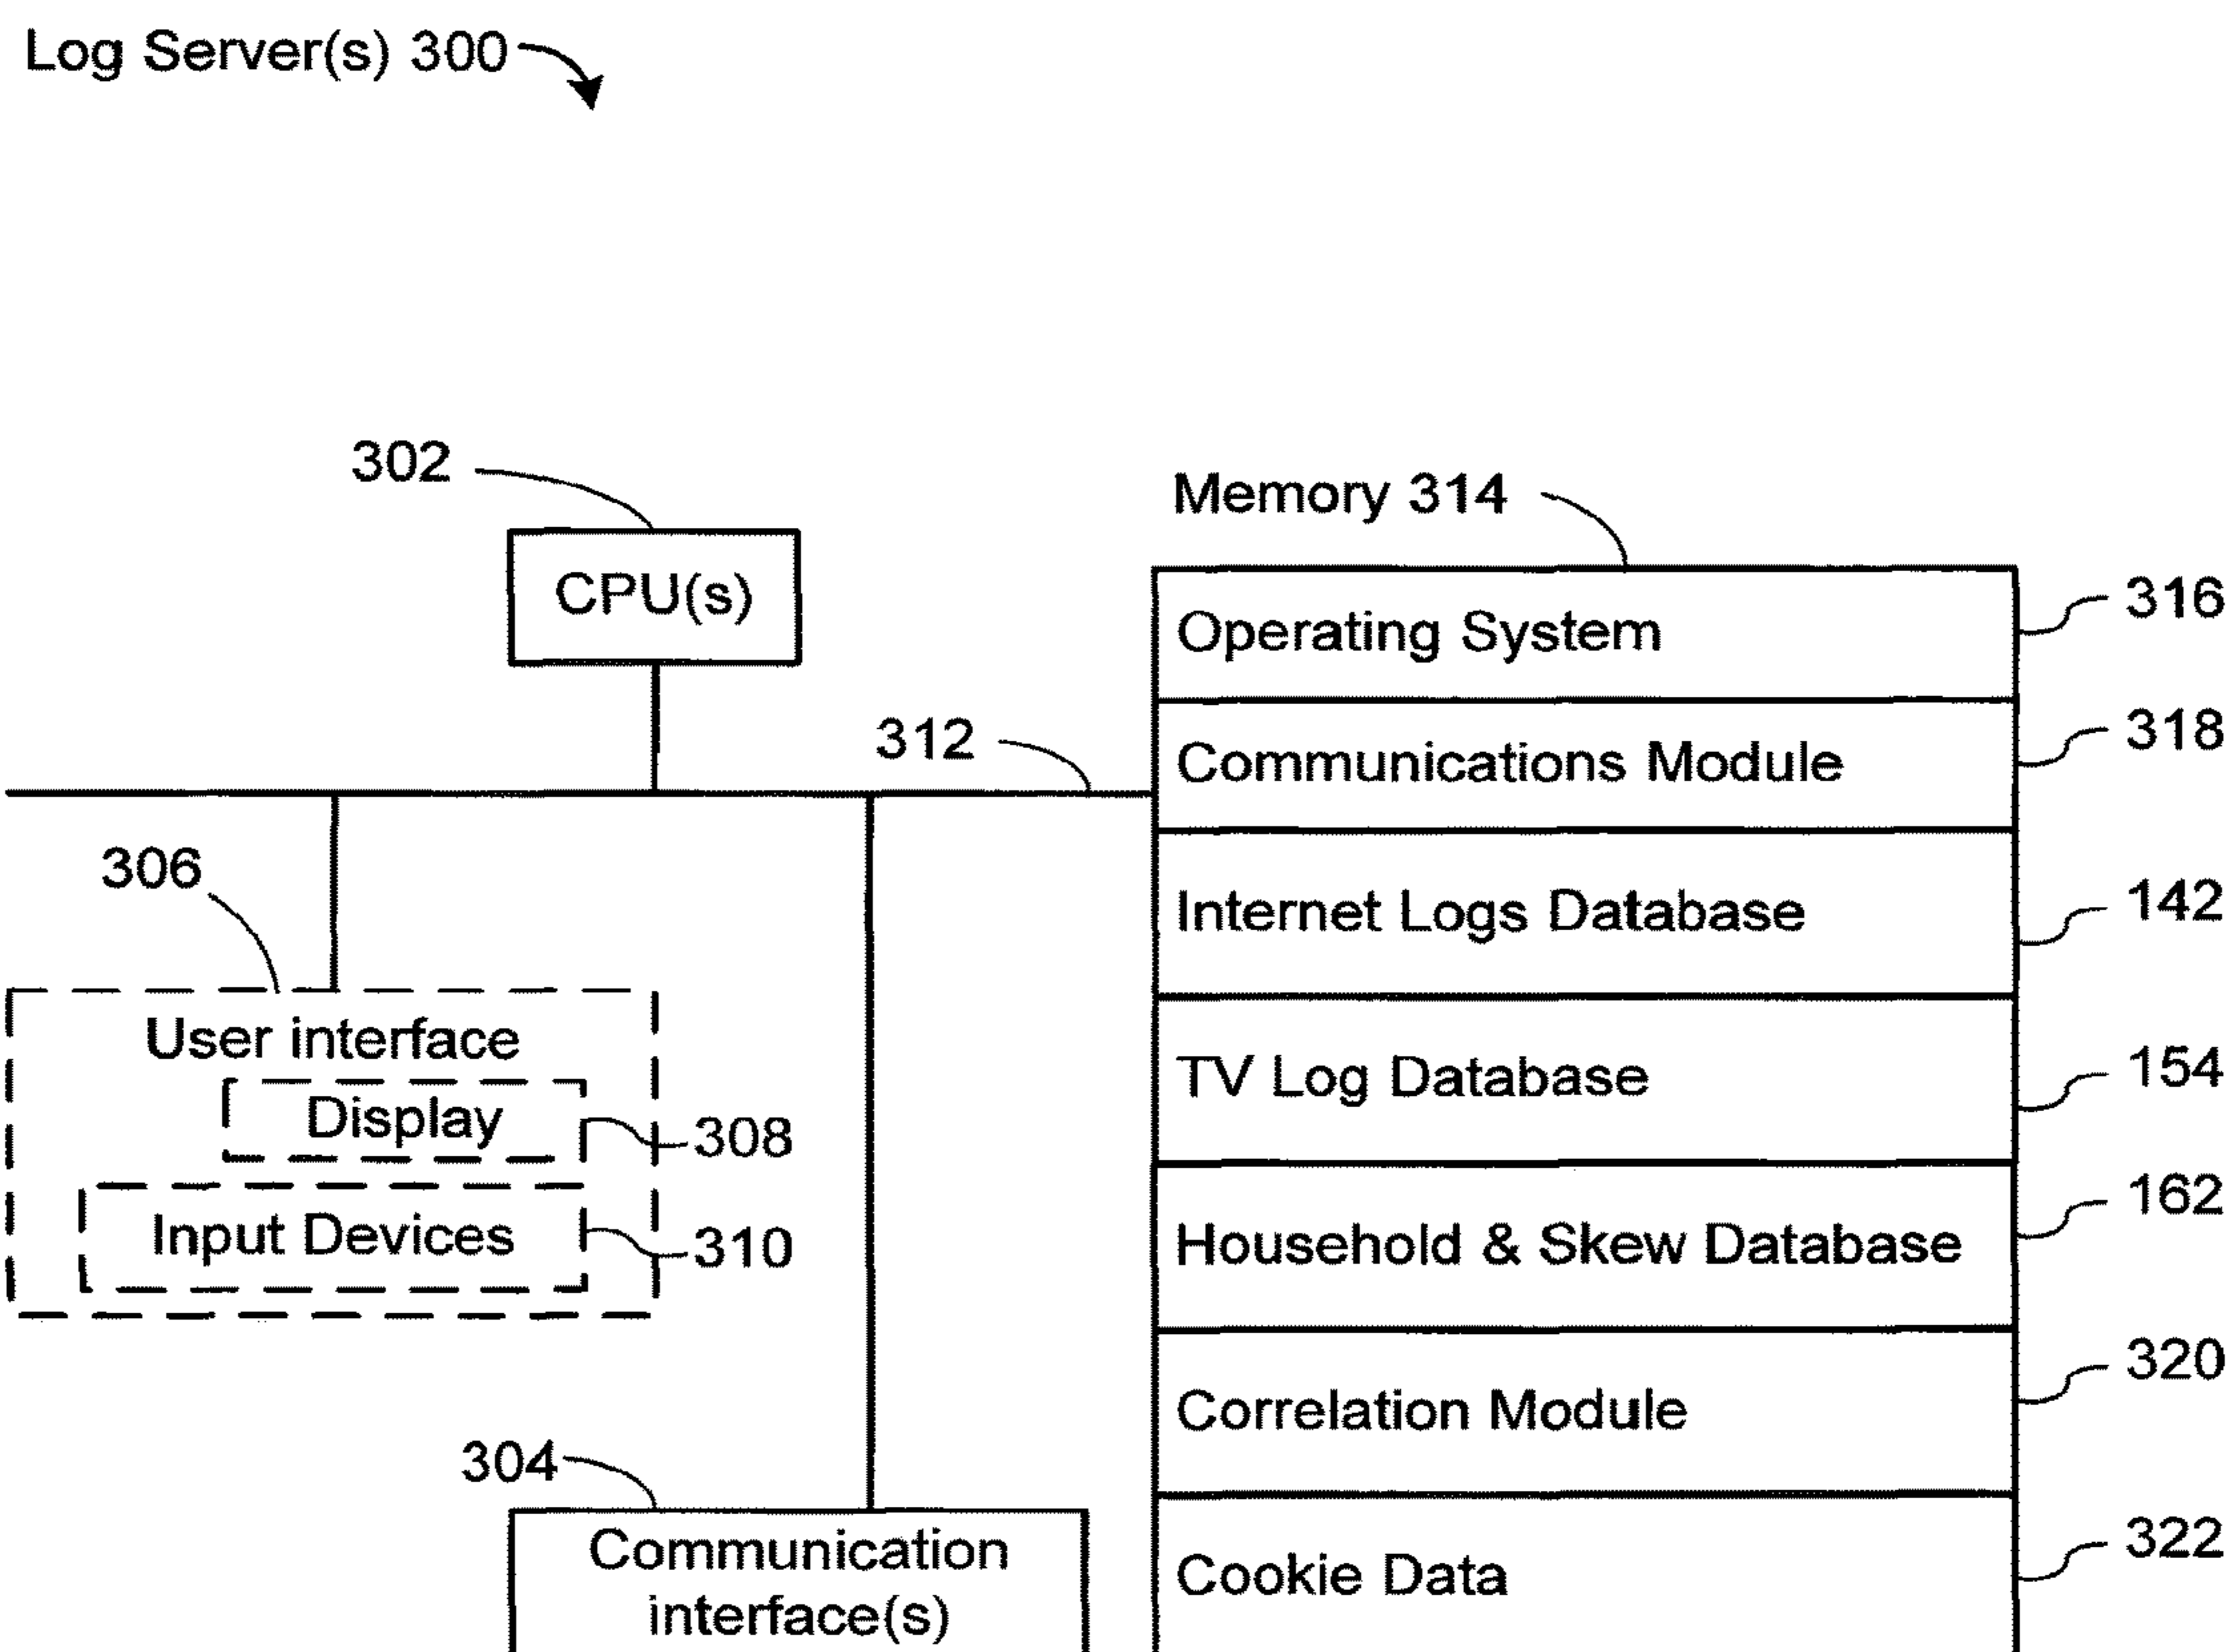 Log Server(s) 300
302
CPU(s)
312
306
User interface
Display
308
Input Devices
310
304
Communication
interface(s)
Memory 314
Operating System
316
Communications Module
318
Internet Logs Database
142
TV Log Database
154
Household & Skew Database
162
Correlation Module
320
Cookie Data
322